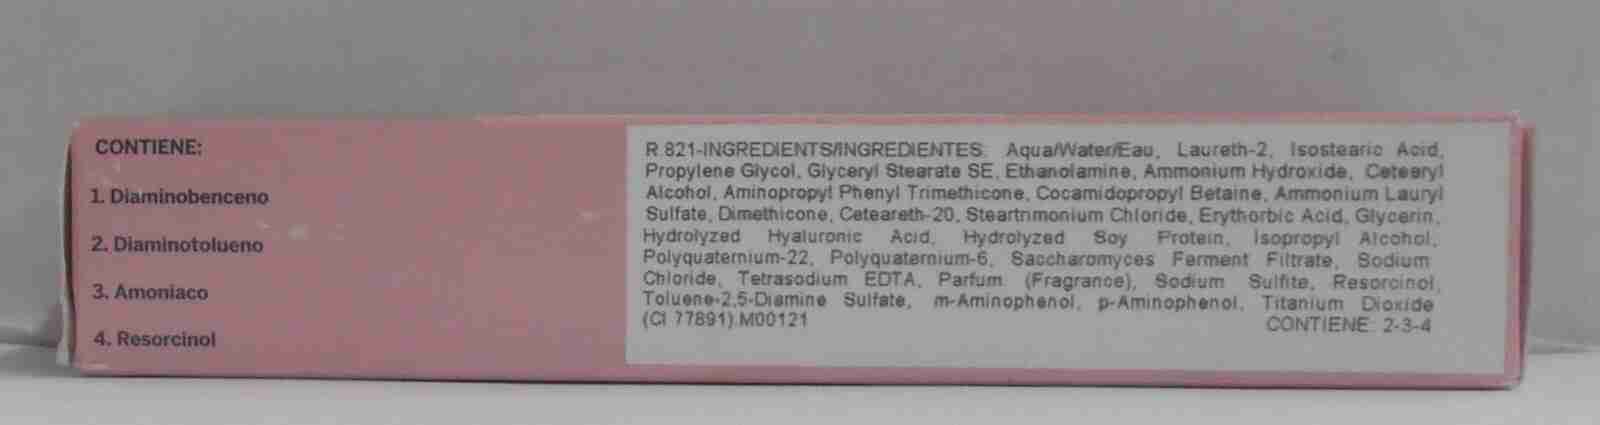 CONTIENE:
1. Diaminobenceno
2. Diaminotolueno
3. Amoniaco
4. Resorcinol
R 821-INGREDIENTS/INGREDIENTES: Aqua/Water/Eau, Laureth-2, Isostearic Acid,
Propylene Glycol, Glyceryl Stearate SE, Ethanolamine, Ammonium Hydroxide, Cetearyl
Alcohol, Aminopropyl Phenyl Trimethicone, Cocamidopropyl Betaine, Ammonium Lauryl
Sulfate, Dimethicone, Ceteareth-20, Steartrimonium Chloride, Erythorbic Acid, Glycerin,
Hydrolyzed Hyaluronic Acid, Hydrolyzed Soy Protein, Isopropyl Alcohol,
Polyquaternium-22, Polyquaternium-6, Saccharomyces Ferment Filtrate, Sodium
Chloride, Tetrasodium EDTA, Parfum (Fragrance), Sodium Sulfite, Resorcinol,
Toluene-2,5-Diamine Sulfate, m-Aminophenol, p-Aminophenol, Titanium Dioxide
(CI 77891).M00121
CONTIENE: 2-3-4